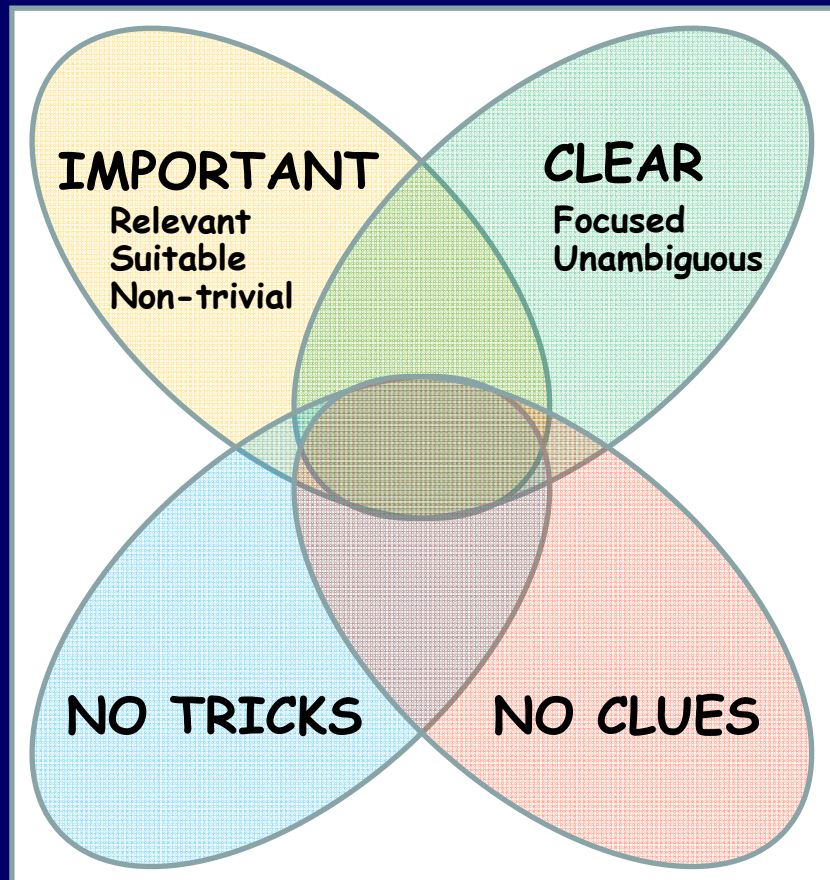 IMPORTANT
Relevant
Suitable
Non-trivial
CLEAR
Focused
Unambiguous
NO TRICKS
NO CLUES